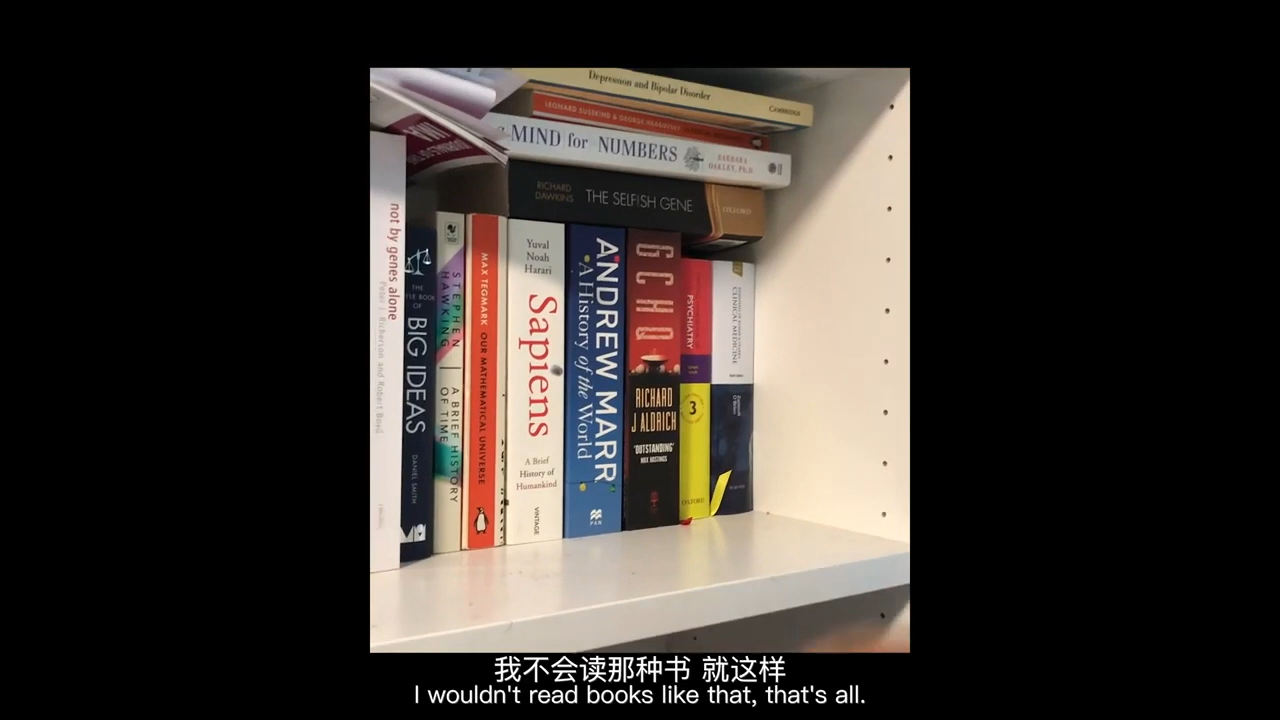 Depression and Bipolar Disorder
CAMBRIDGE
LEONARD SUSSKIND & GEORGE HRABOVSKY
MIND for NUMBERS
BARBARA
OAKLEY, Ph.D.
RICHARD
DAWKINS
THE SELFISH GENE
OXFORD
not by genes alone
Peter J. Richerson and Robert Boyd
THE
BOOK
OF
BIG IDEAS
DANIEL SMITH
STEPHEN
HAWKING
A BRIEF HISTORY
OF TIME
MAX TEGMARK OUR MATHEMATICAL UNIVERSE
Yuval
Noah
Harari
Sapiens
A Brief
History of
Humankind
VINTAGE
ANDREW MARR
A History of the World
PAN
GCHQ
RICHARD
J ALDRICH
'OUTSTANDING'
MAX HASTINGS
PSYCHIATRY
3
OXFORD
CLINICAL MEDICINE
我不会读那种书 就这样
I wouldn't read books like that, that's all.